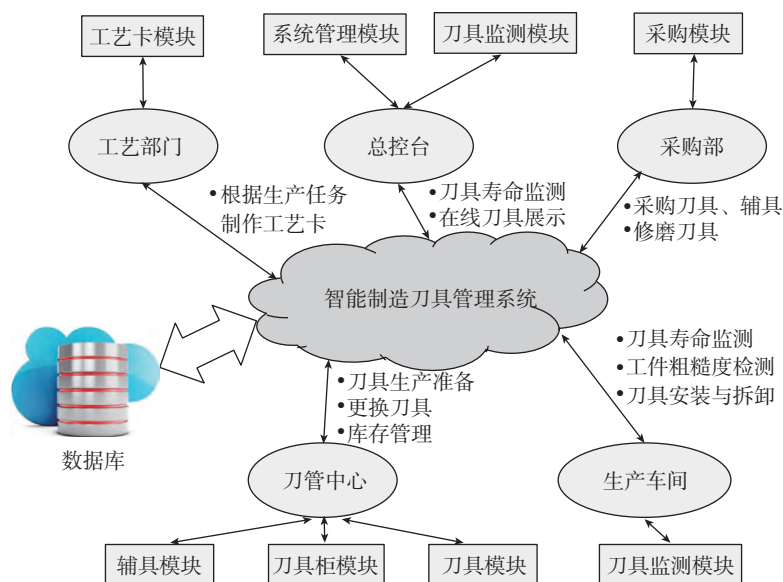 工艺卡模块
系统管理模块
刀具监测模块
采购模块
工艺部门
总控台
采购部
•根据生产任务
制作工艺卡
•刀具寿命监测
•在线刀具展示
•采购刀具、辅具
•修磨刀具
智能制造刀具管理系统
•刀具寿命监测
•工件粗糙度检测
•刀具安装与拆卸
•刀具生产准备
•更换刀具
•库存管理
数据库
刀管中心
生产车间
辅具模块
刀具柜模块
刀具模块
刀具监测模块